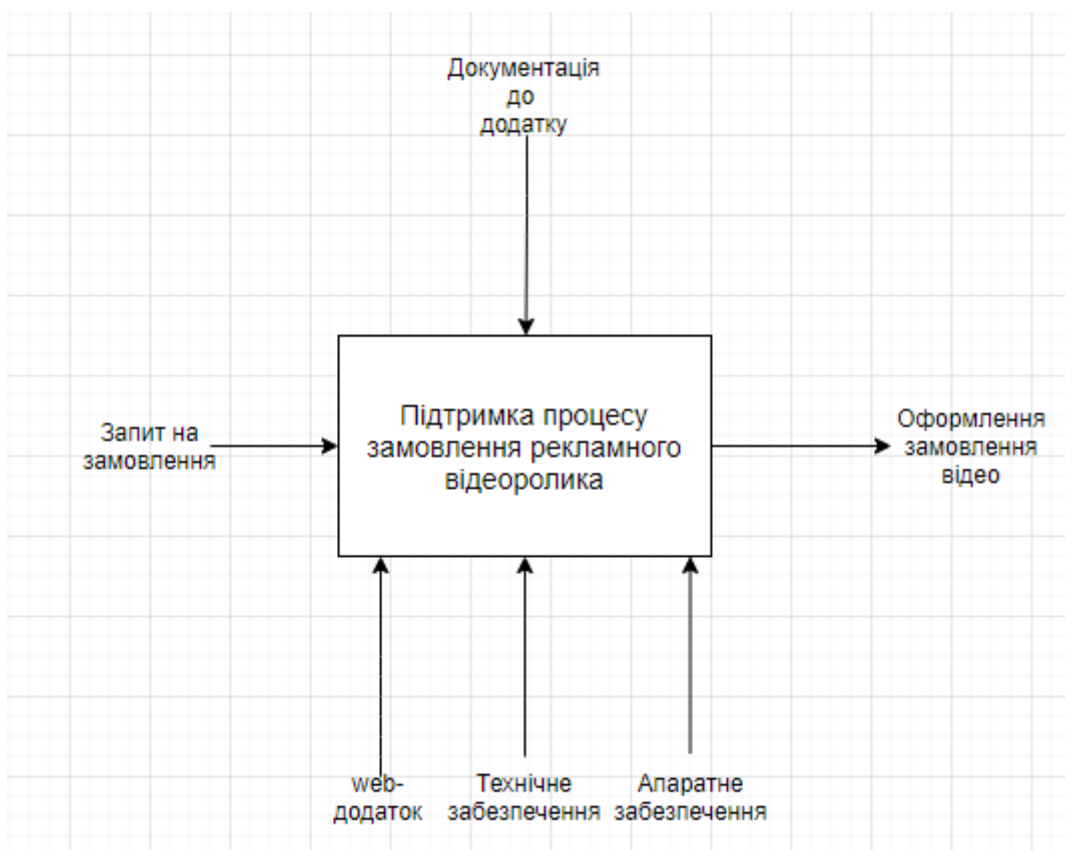 Документація
до
додатку
Запит на
замовлення
Підтримка процесу
замовлення рекламного
відеоролика
Оформлення
замовлення
відео
web-
додаток
Технічне
забезпечення
Апаратне
забезпечення